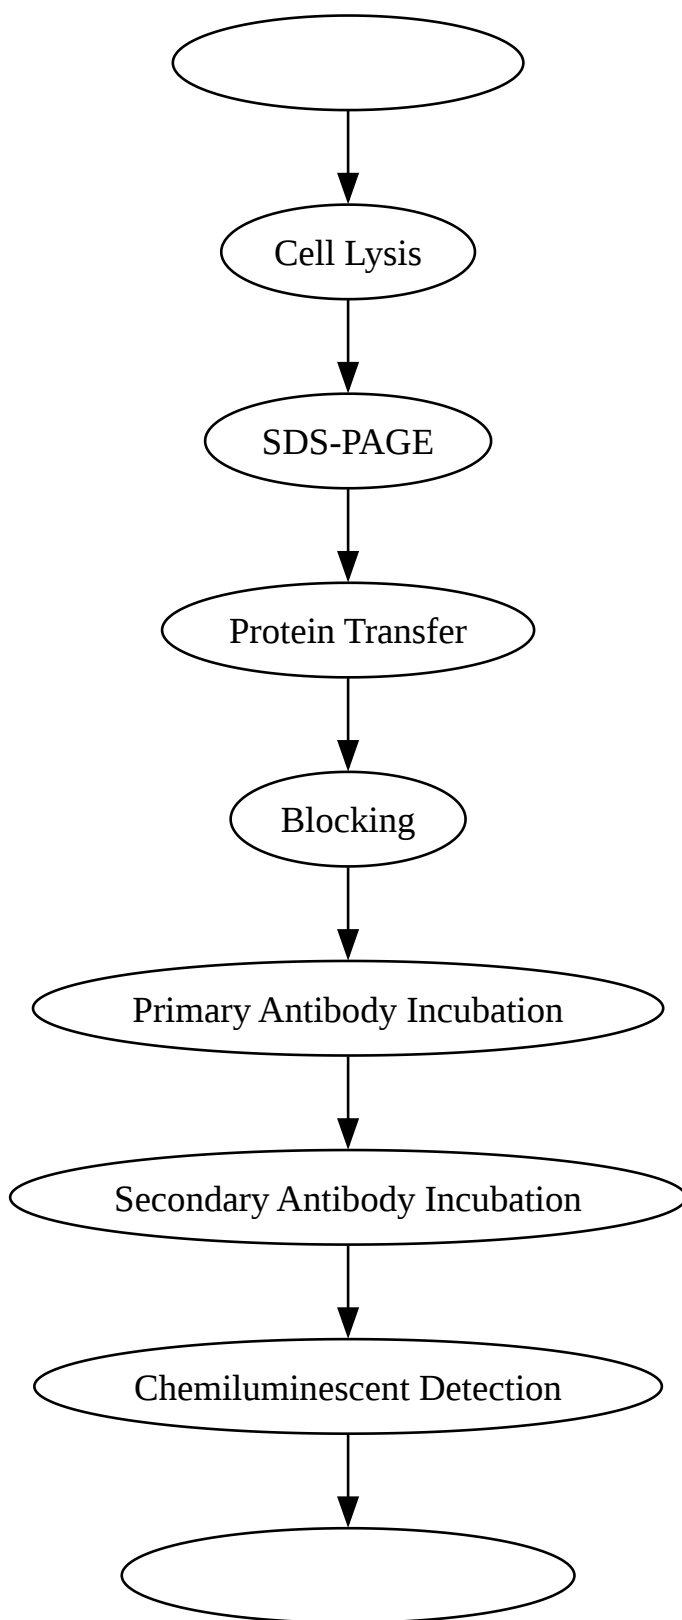 Cell Lysis
SDS-PAGE
Protein Transfer
Blocking
Primary Antibody Incubation
Secondary Antibody Incubation
Chemiluminescent Detection